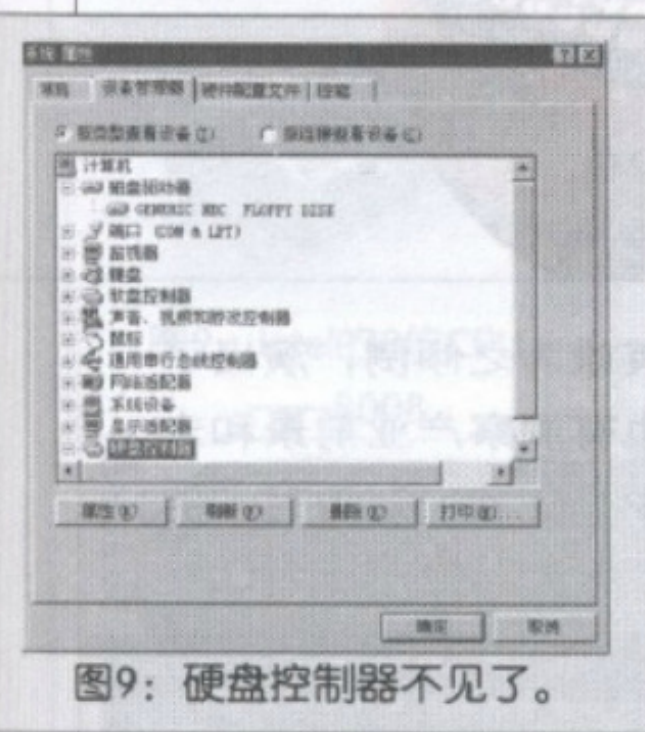 系统 属性
常规 设备管理器 硬件配置文件 性能
按类型查看设备(T) 按连接查看设备(C)
计算机
磁盘驱动器
GENERIC NEC FLOPPY DISK
端口 (COM & LPT)
监视器
键盘
软盘控制器
声音、视频和游戏控制器
鼠标
通用串行总线控制器
网络适配器
系统设备
显示适配器
硬盘控制器
属性(R) 刷新(F) 删除(E) 打印(N)...
确定 取消
图9：硬盘控制器不见了。